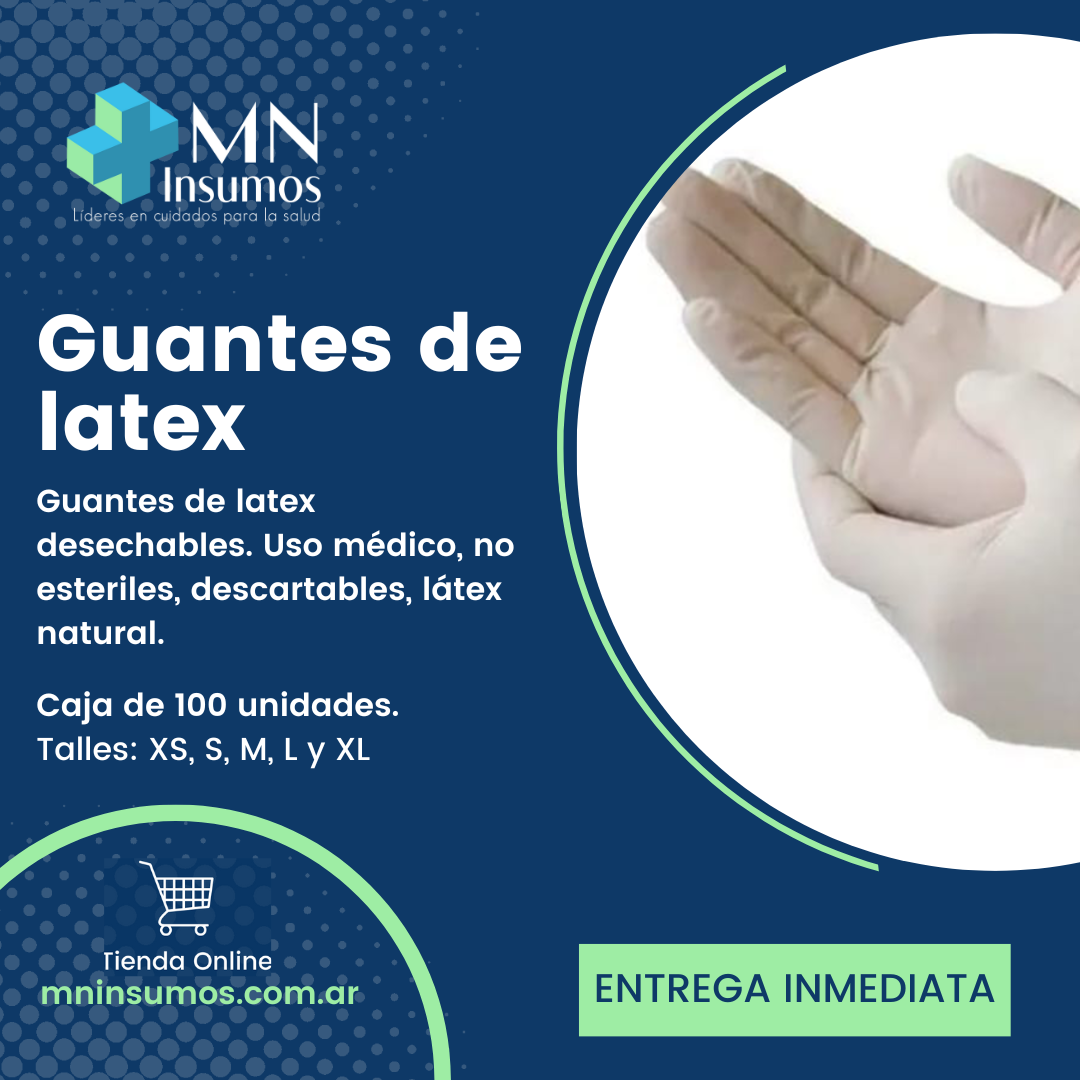 MN
Insumos
Líderes en cuidados para la salud
Guantes de
latex
Guantes de latex
desechables. Uso médico, no
esteriles, descartables, látex
natural.
Caja de 100 unidades.
Talles: XS, S, M, L y XL
Tienda Online
mninsumos.com.ar
ENTREGA INMEDIATA